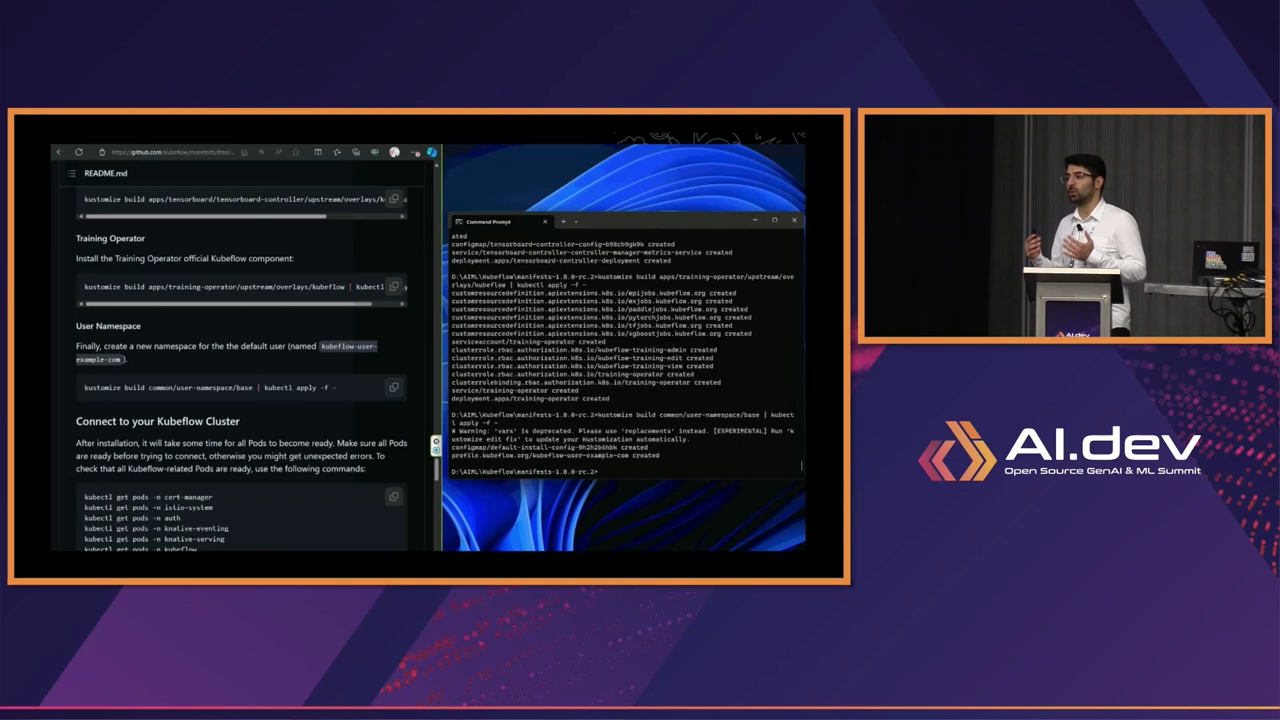 https://github.com/kubeflow/manifests/tree/...
README.md
kustomize build apps/tensorboard/tensorboard-controller/upstream/overlays/k
Training Operator
Install the Training Operator official Kubeflow component:
kustomize build apps/training-operator/upstream/overlays/kubeflow | kubectl
User Namespace
Finally, create a new namespace for the the default user (named kubeflow-user-
example-com ).
kustomize build common/user-namespace/base | kubectl apply -f -
Connect to your Kubeflow Cluster
After installation, it will take some time for all Pods to become ready. Make sure all Pods
are ready before trying to connect, otherwise you might get unexpected errors. To
check that all Kubeflow-related Pods are ready, use the following commands:
kubectl get pods -n cert-manager
kubectl get pods -n istio-system
kubectl get pods -n auth
kubectl get pods -n knative-eventing
kubectl get pods -n knative-serving
kubectl get pods -n kubeflow
Command Prompt
ated
configmap/tensorboard-controller-config-b98cb9gk9k created
service/tensorboard-controller-controller-manager-metrics-service created
deployment.apps/tensorboard-controller-deployment created
D:\AIML\Kubeflow\manifests-1.8.0-rc.2>kustomize build apps/training-operator/upstream/ove
rlays/kubeflow | kubectl apply -f -
customresourcedefinition.apiextensions.k8s.io/mpijobs.kubeflow.org created
customresourcedefinition.apiextensions.k8s.io/mxjobs.kubeflow.org created
customresourcedefinition.apiextensions.k8s.io/paddlejobs.kubeflow.org created
customresourcedefinition.apiextensions.k8s.io/pytorchjobs.kubeflow.org created
customresourcedefinition.apiextensions.k8s.io/tfjobs.kubeflow.org created
customresourcedefinition.apiextensions.k8s.io/xgboostjobs.kubeflow.org created
serviceaccount/training-operator created
clusterrole.rbac.authorization.k8s.io/kubeflow-training-admin created
clusterrole.rbac.authorization.k8s.io/kubeflow-training-edit created
clusterrole.rbac.authorization.k8s.io/kubeflow-training-view created
clusterrole.rbac.authorization.k8s.io/training-operator created
clusterrolebinding.rbac.authorization.k8s.io/training-operator created
service/training-operator created
deployment.apps/training-operator created
D:\AIML\Kubeflow\manifests-1.8.0-rc.2>kustomize build common/user-namespace/base | kubect
l apply -f -
# Warning: 'vars' is deprecated. Please use 'replacements' instead. [EXPERIMENTAL] Run 'k
ustomize edit fix' to update your Kustomization automatically.
configmap/default-install-config-9h2h2b6hbk created
profile.kubeflow.org/kubeflow-user-example-com created
D:\AIML\Kubeflow\manifests-1.8.0-rc.2>
AI.dev
AI.dev
Open Source GenAI & ML Summit